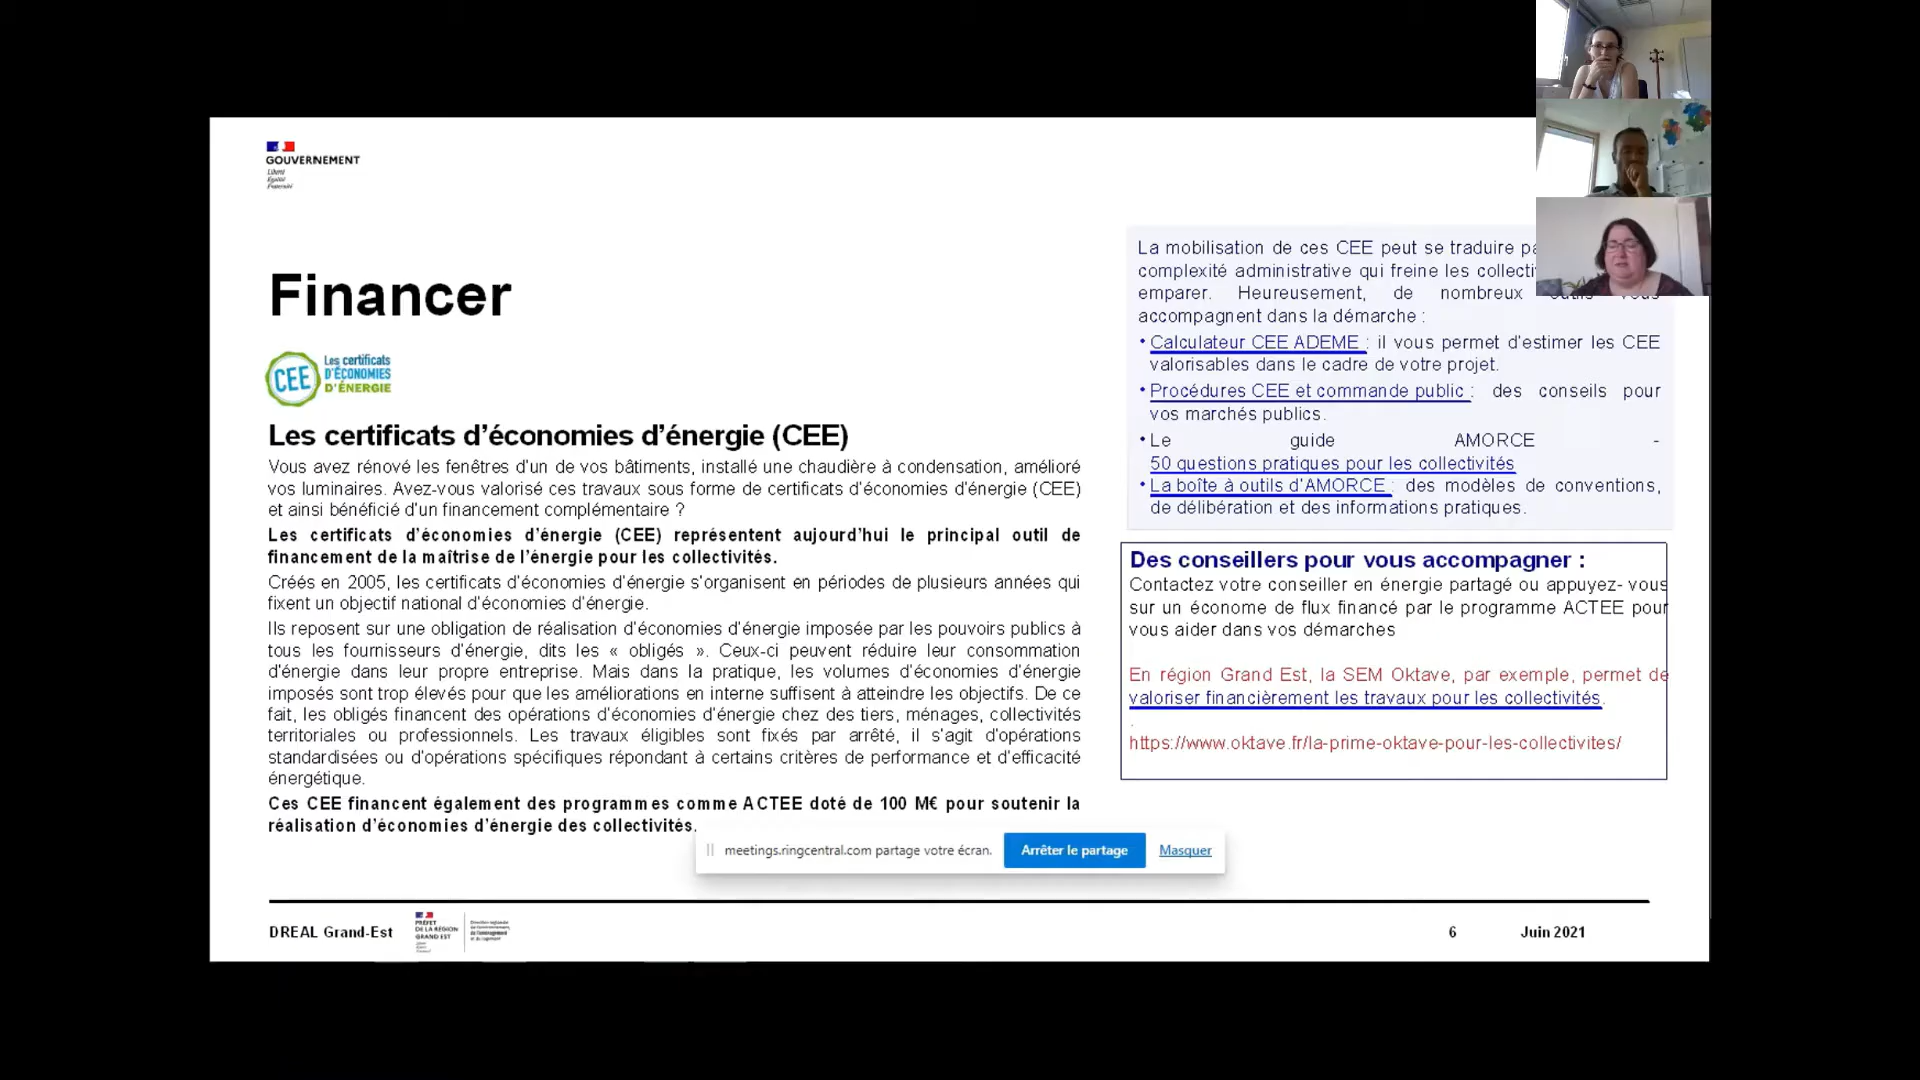 GOUVERNEMENT
Liberté
Égalité
Fraternité
Financer
CEE
Les certificats
D'ÉCONOMIES
D'ÉNERGIE
Les certificats d'économies d'énergie (CEE)
Vous avez rénové les fenêtres d'un de vos bâtiments, installé une chaudière à condensation, amélioré
vos luminaires. Avez-vous valorisé ces travaux sous forme de certificats d'économies d'énergie (CEE)
et ainsi bénéficié d'un financement complémentaire ?
Les certificats d'économies d'énergie (CEE) représentent aujourd'hui le principal outil de
financement de la maîtrise de l'énergie pour les collectivités.
Créés en 2005, les certificats d'économies d'énergie s'organisent en périodes de plusieurs années qui
fixent un objectif national d'économies d'énergie.
Ils reposent sur une obligation de réalisation d'économies d'énergie imposée par les pouvoirs publics à
tous les fournisseurs d'énergie, dits les « obligés ». Ceux-ci peuvent réduire leur consommation
d'énergie dans leur propre entreprise. Mais dans la pratique, les volumes d'économies d'énergie
imposés sont trop élevés pour que les améliorations en interne suffisent à atteindre les objectifs. De ce
fait, les obligés financent des opérations d'économies d'énergie chez des tiers, ménages, collectivités
territoriales ou professionnels. Les travaux éligibles sont fixés par arrêté, il s'agit d'opérations
standardisées ou d'opérations spécifiques répondant à certains critères de performance et d'efficacité
énergétique.
Ces CEE financent également des programmes comme ACTEE doté de 100 M€ pour soutenir la
réalisation d'économies d'énergie des collectivités.
La mobilisation de ces CEE peut se traduire
complexité administrative qui freine les
emparer. Heureusement, de nombreux outils vous
accompagnent dans la démarche :
• Calculateur CEE ADEME : il vous permet d'estimer les CEE
valorisables dans le cadre de votre projet.
• Procédures CEE et commande public : des conseils pour
vos marchés publics.
• Le guide AMORCE -
50 questions pratiques pour les collectivités
• La boîte à outils d'AMORCE : des modèles de conventions,
de délibération et des informations pratiques.
Des conseillers pour vous accompagner :
Contactez votre conseiller en énergie partagé ou appuyez- vous
sur un économe de flux financé par le programme ACTEE pour
vous aider dans vos démarches
En région Grand Est, la SEM Oktave, par exemple, permet de
valoriser financièrement les travaux pour les collectivités.
.
https://www.oktave.fr/la-prime-oktave-pour-les-collectivites/
meetings.ringcentral.com partage votre écran.
Arrêter le partage
Masquer
DREAL Grand-Est
PRÉFET
DE LA RÉGION
GRAND EST
6
Juin 2021